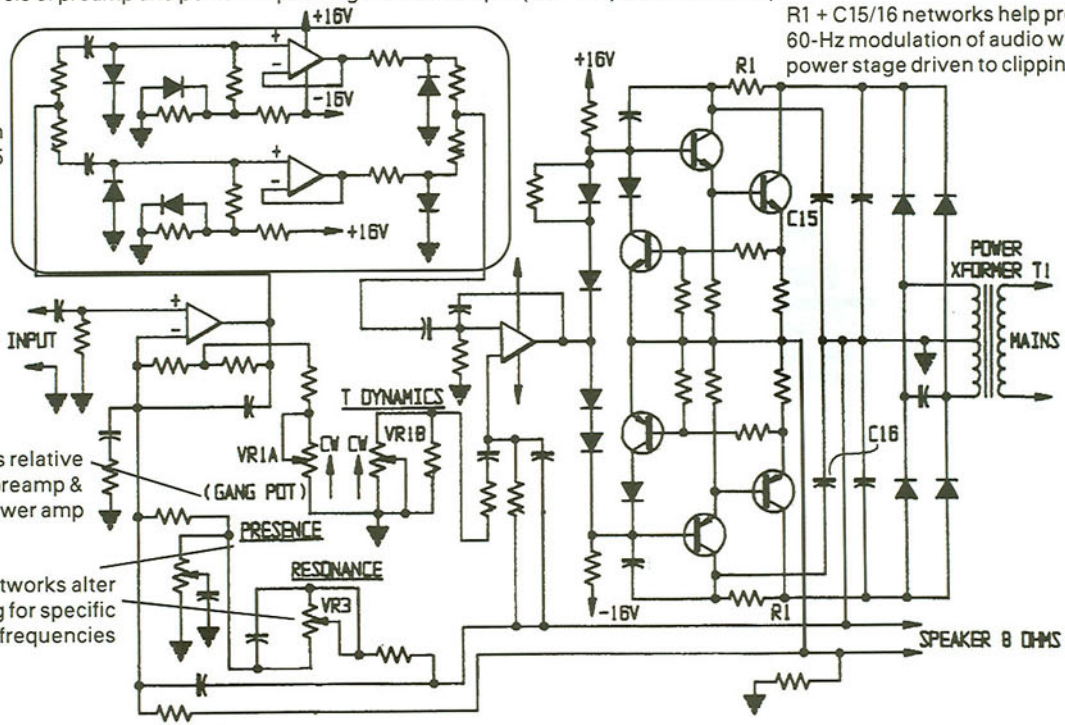 +16V
R1 + C15/16 networks help pre
60-Hz modulation of audio w
power stage driven to clippin
+16V
R1
-16V
+
-
+
-
+16V
C15
POWER
XFORMER T1
MAINS
INPUT
+
-
T DYNAMICS
VR1A
CW CW
VR1B
(GANG POT)
s relative
reamp &
wer amp
C16
PRESENCE
RESONANCE
tworks alter
g for specific
frequencies
VR3
-16V
R1
SPEAKER 8 OHMS